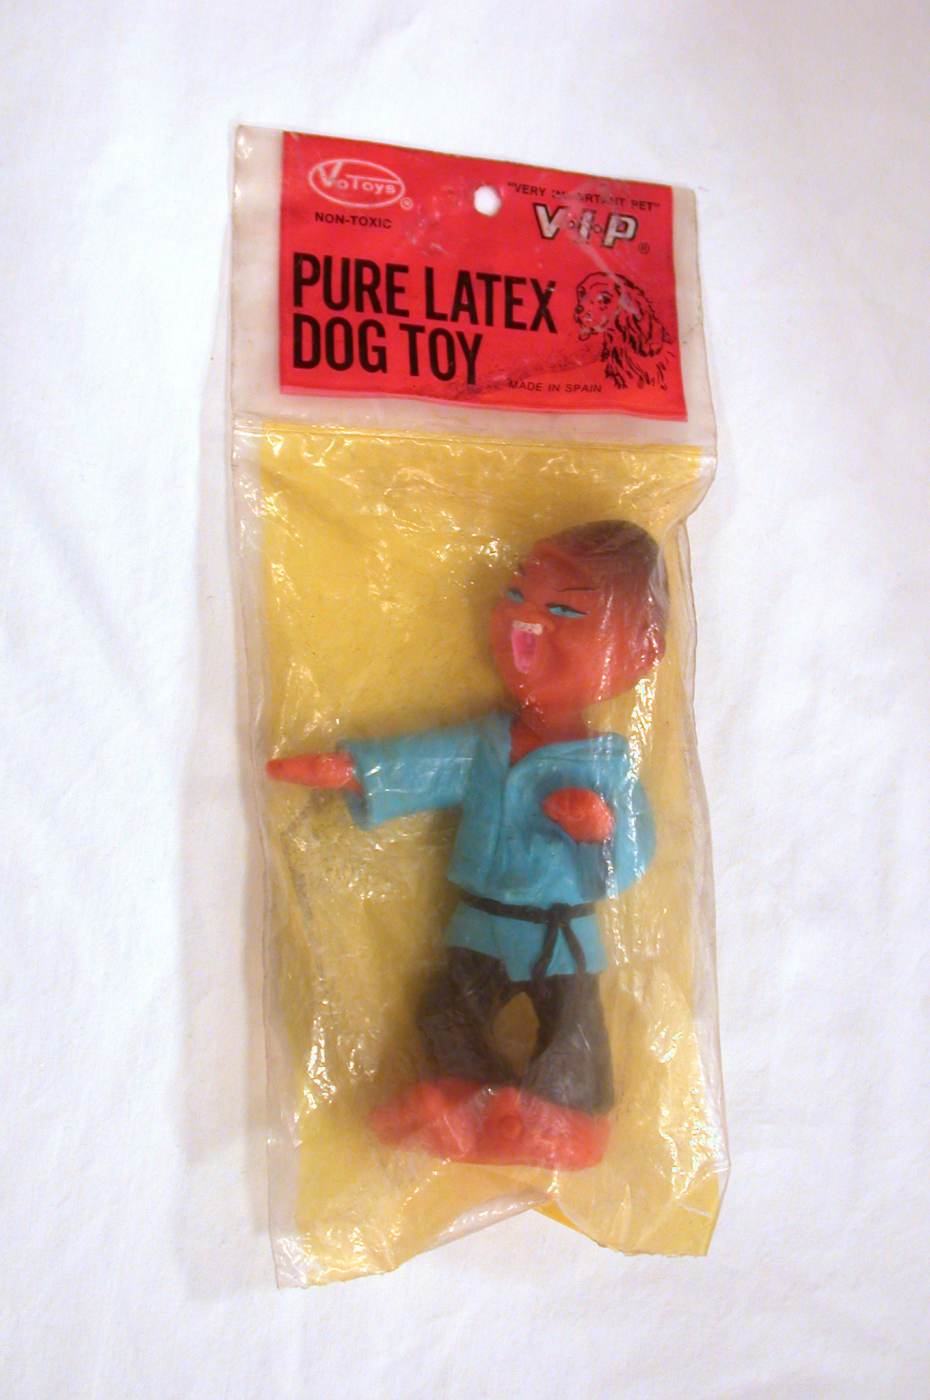 VoToys ®
NON-TOXIC
"VERY IMPORTANT PET"
V·I·P ®
PURE LATEX
DOG TOY
MADE IN SPAIN